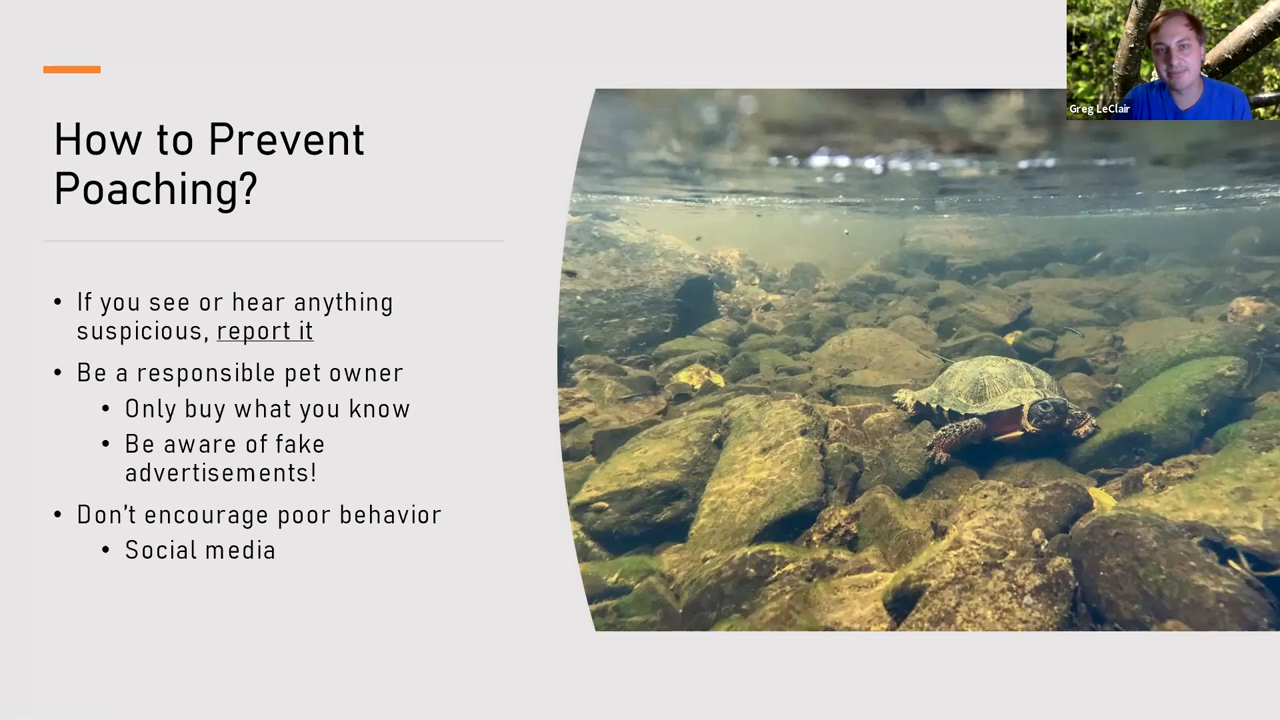 Greg LeClair
How to Prevent
Poaching?
• If you see or hear anything
suspicious, report it
• Be a responsible pet owner
• Only buy what you know
• Be aware of fake
advertisements!
• Don't encourage poor behavior
• Social media